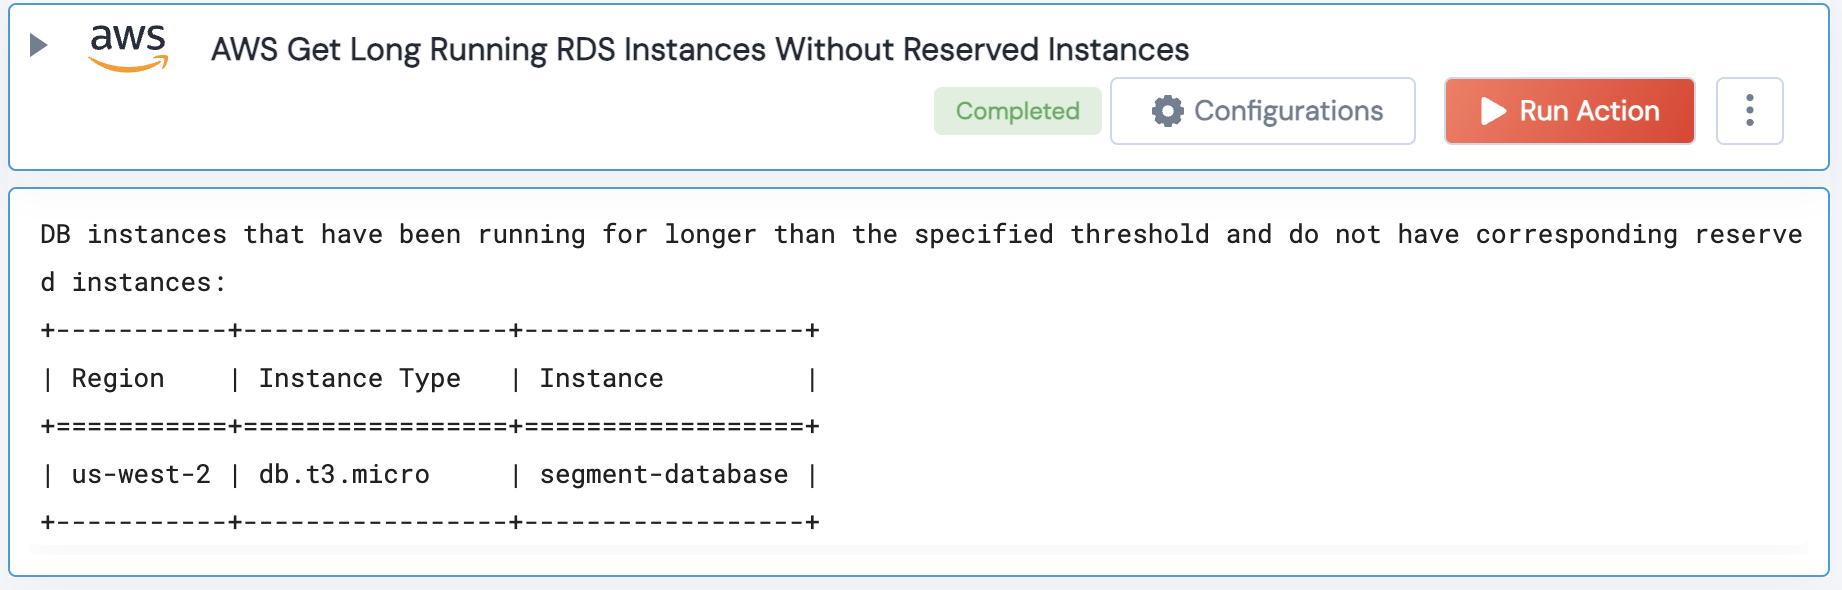 aws
AWS Get Long Running RDS Instances Without Reserved Instances
Completed
Configurations
Run Action
DB instances that have been running for longer than the specified threshold and do not have corresponding reserve
d instances:
+-----------+-----------------+------------------+
| Region    | Instance Type   | Instance         |
+===========+=================+==================+
| us-west-2 | db.t3.micro     | segment-database |
+-----------+-----------------+------------------+